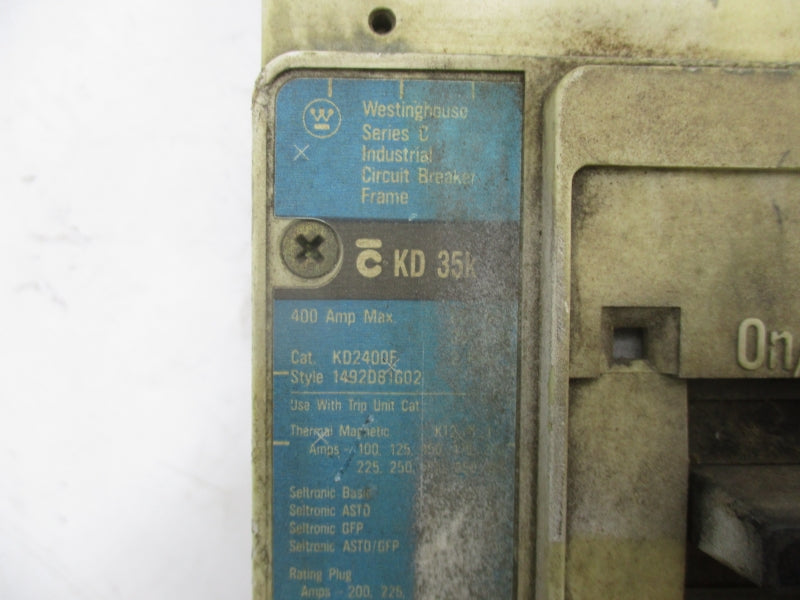 Westinghouse
Series C
Industrial
Circuit Breaker
Frame
C KD 35k
400 Amp Max.
Cat. KD2400F
Style 1492D81G02
Use With Trip Unit Cat
Thermal Magnetic
Amps - 100, 125,
225, 250,
Seltronic Basic
Seltronic ASTD
Seltronic GFP
Seltronic ASTD/GFP
Rating Plug
Amps - 200, 225,
On/